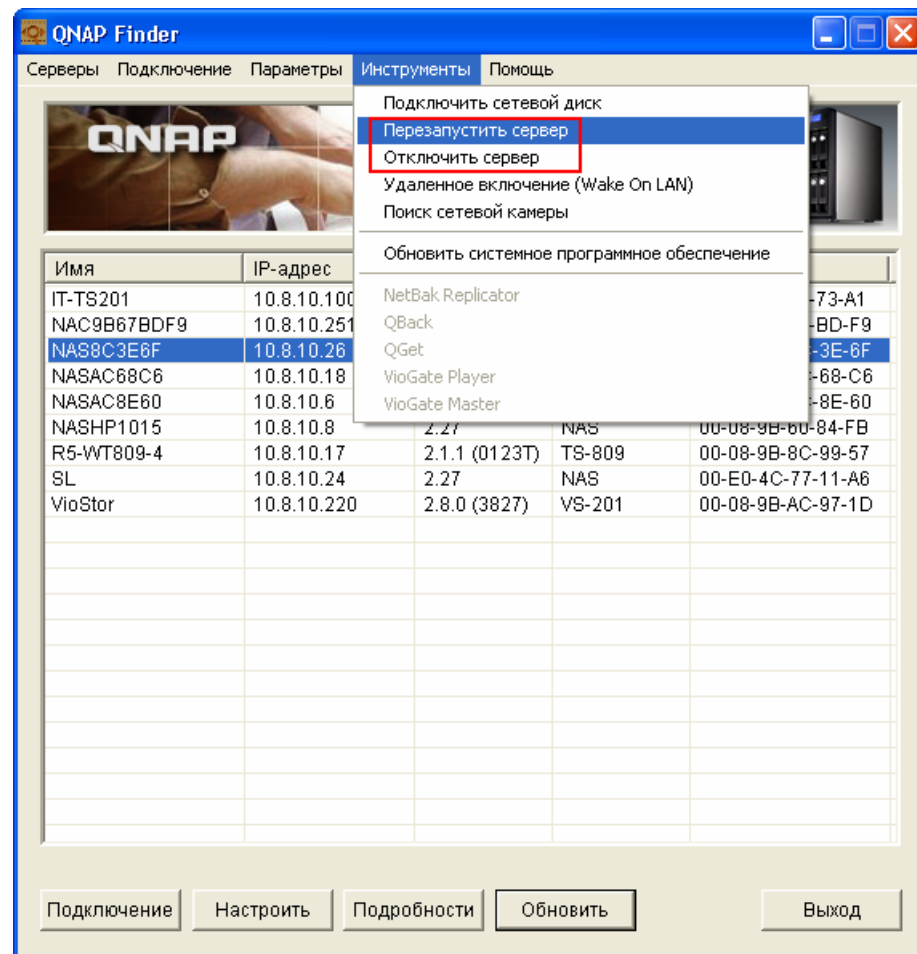 QNAP Finder
Серверы Подключение Параметры Инструменты Помощь
QNAP
Подключить сетевой диск
Перезапустить сервер
Отключить сервер
Удаленное включение (Wake On LAN)
Поиск сетевой камеры
Обновить системное программное обеспечение
NetBak Replicator
QBack
QGet
VioGate Player
VioGate Master
Имя IP-адрес
IT-TS201 10.8.10.100 -73-A1
NAC9B67BDF9 10.8.10.251 -BD-F9
NAS8C3E6F 10.8.10.26 -3E-6F
NASAC68C6 10.8.10.18 -68-C6
NASAC8E60 10.8.10.6 -8E-60
NASHP1015 10.8.10.8 2.27 NAS 00-08-9B-60-84-FB
R5-WT809-4 10.8.10.17 2.1.1 (0123T) TS-809 00-08-9B-8C-99-57
SL 10.8.10.24 2.27 NAS 00-E0-4C-77-11-A6
VioStor 10.8.10.220 2.8.0 (3827) VS-201 00-08-9B-AC-97-1D
Подключение Настроить Подробности Обновить Выход